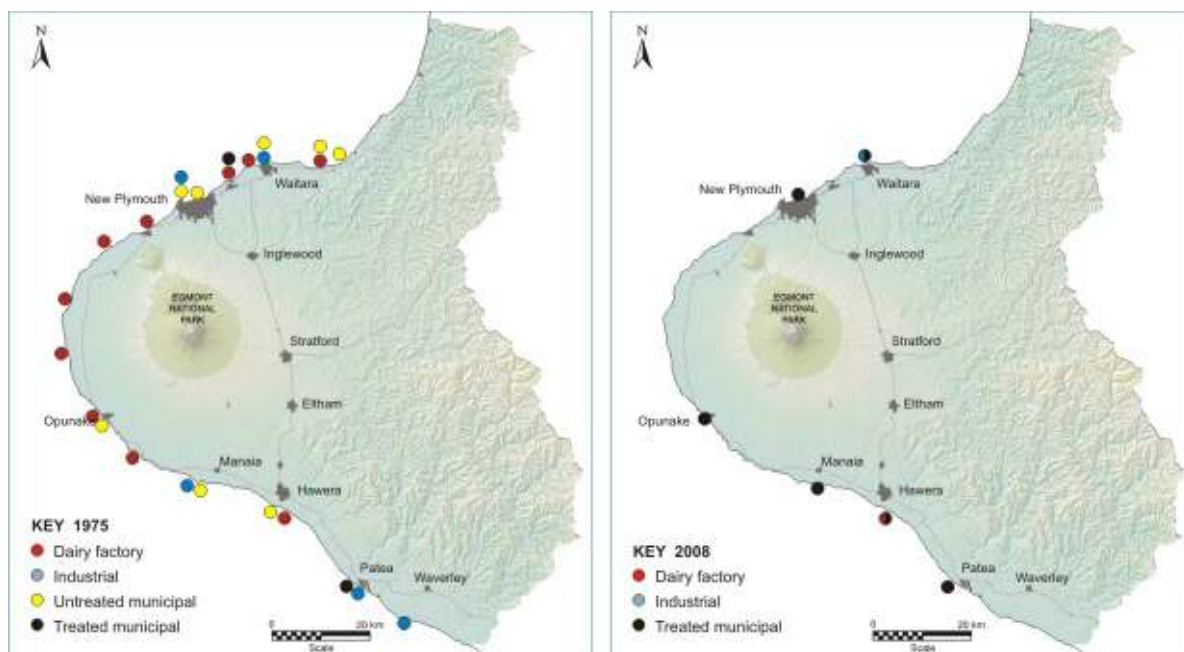 N
New Plymouth
Waitara
Inglewood
EGMONT
NATIONAL
PARK
Stratford
Eltham
Opunake
Manaia
Hawera
KEY 1975
Dairy factory
Industrial
Untreated municipal
Treated municipal
Patea
Waverley
0 20 km
Scale
N
New Plymouth
Waitara
Inglewood
EGMONT
NATIONAL
PARK
Stratford
Eltham
Opunake
Manaia
Hawera
KEY 2008
Dairy factory
Industrial
Treated municipal
Patea
Waverley
0 20 km
Scale